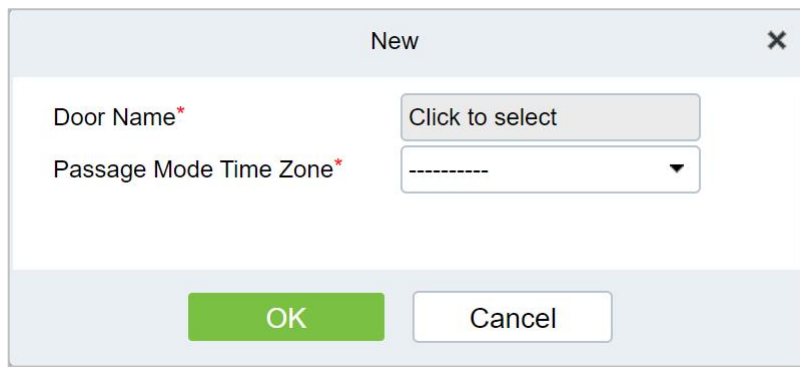 New
Door Name* Click to select
Passage Mode Time Zone* ----------
OK Cancel